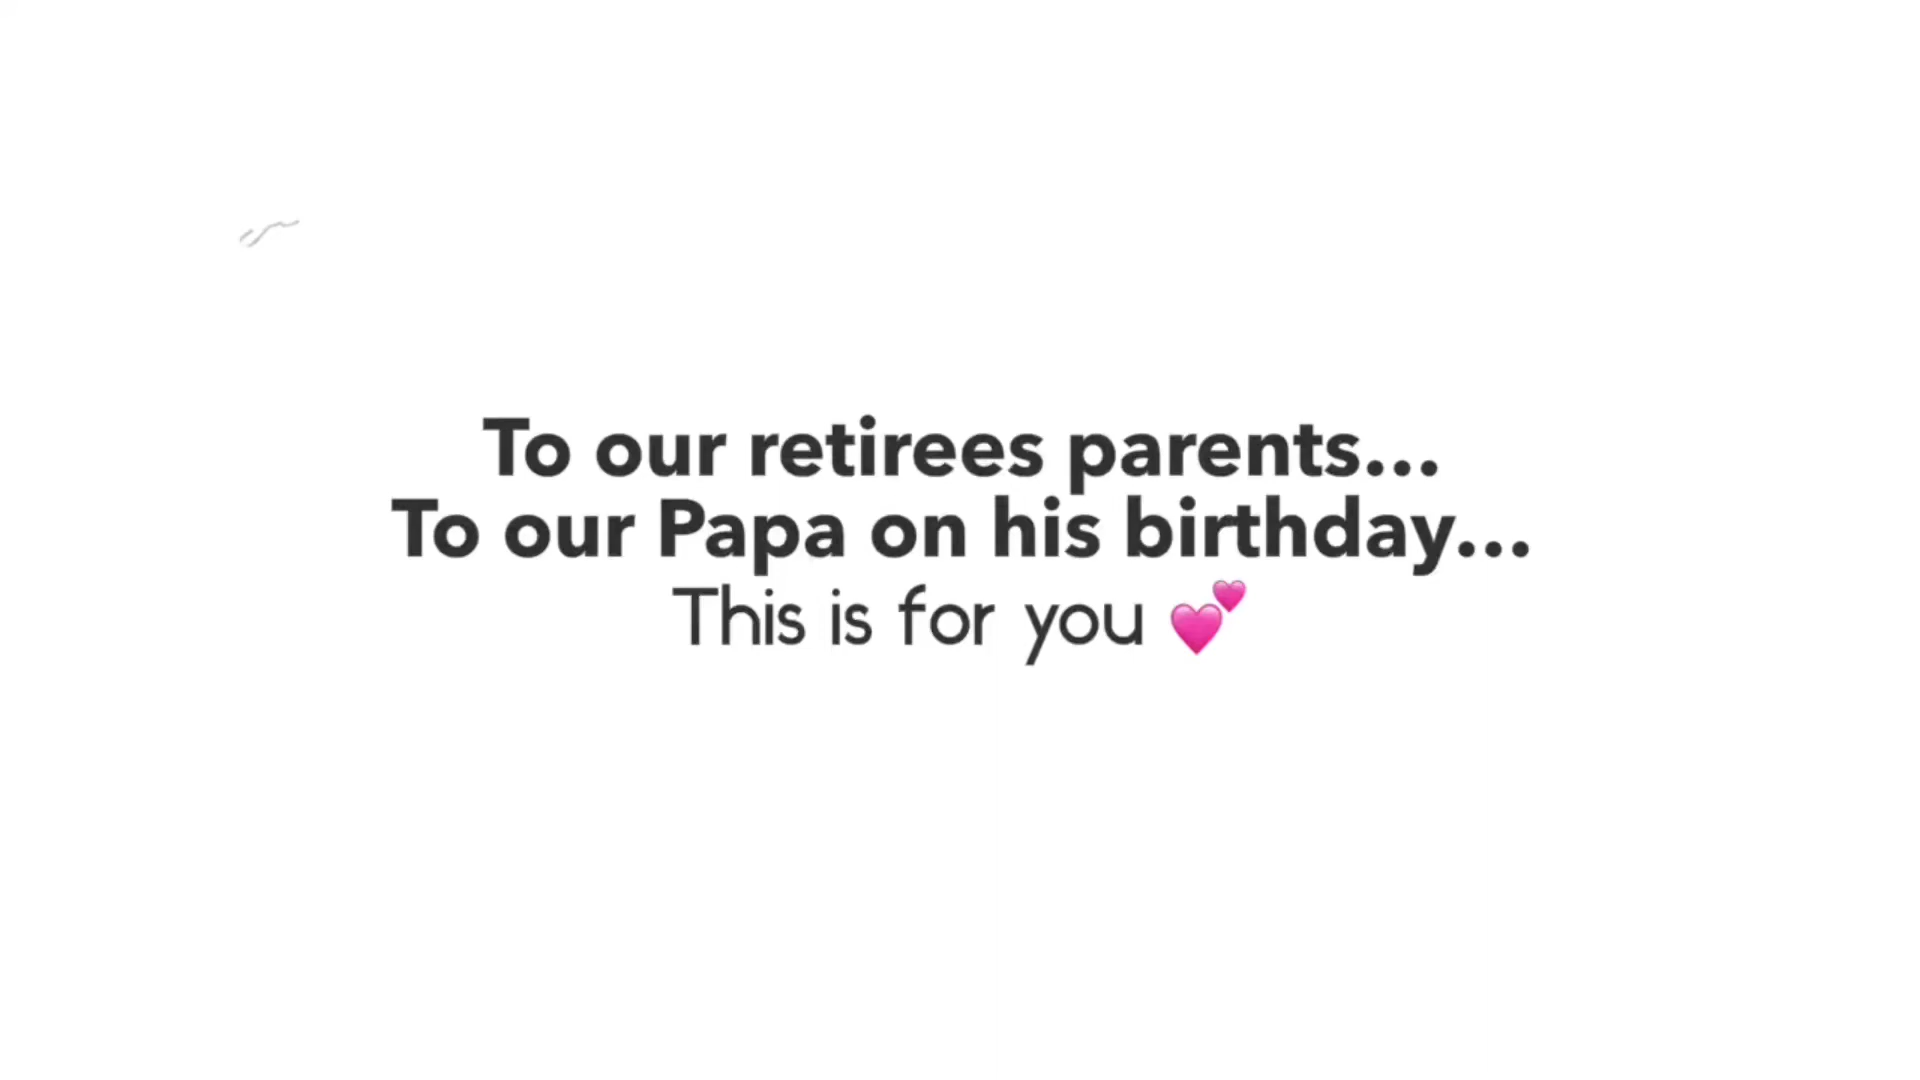 To our retirees parents...
To our Papa on his birthday...
This is for you 💕